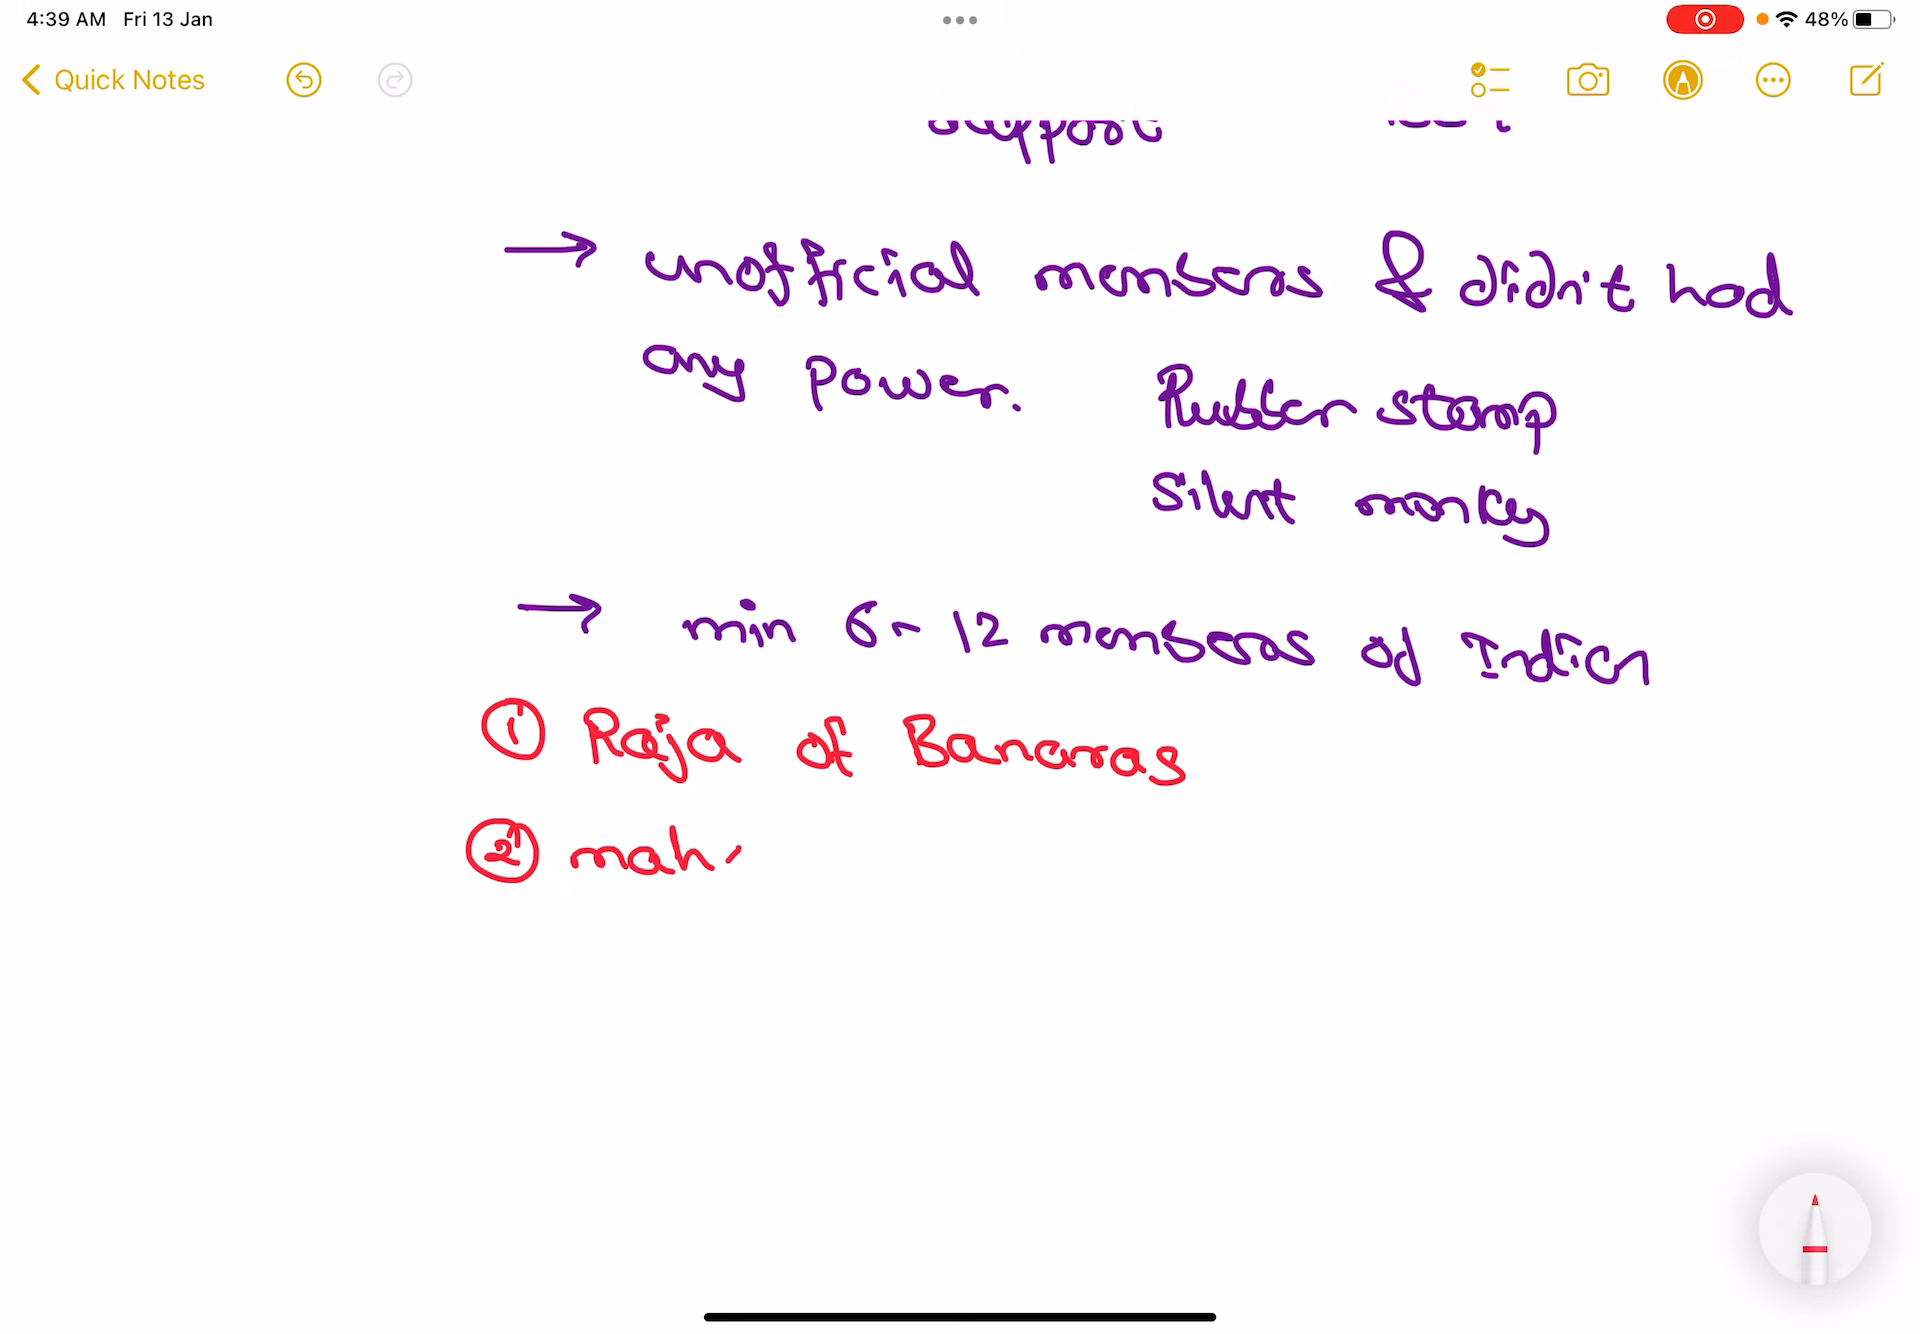 4:39 AM Fri 13 Jan
48%
Quick Notes
support
→ unofficial members & didn't had
any power. Rubber stamp
Silent monkey
→ min 6 - 12 members of Indian
① Raja of Banaras
② mah